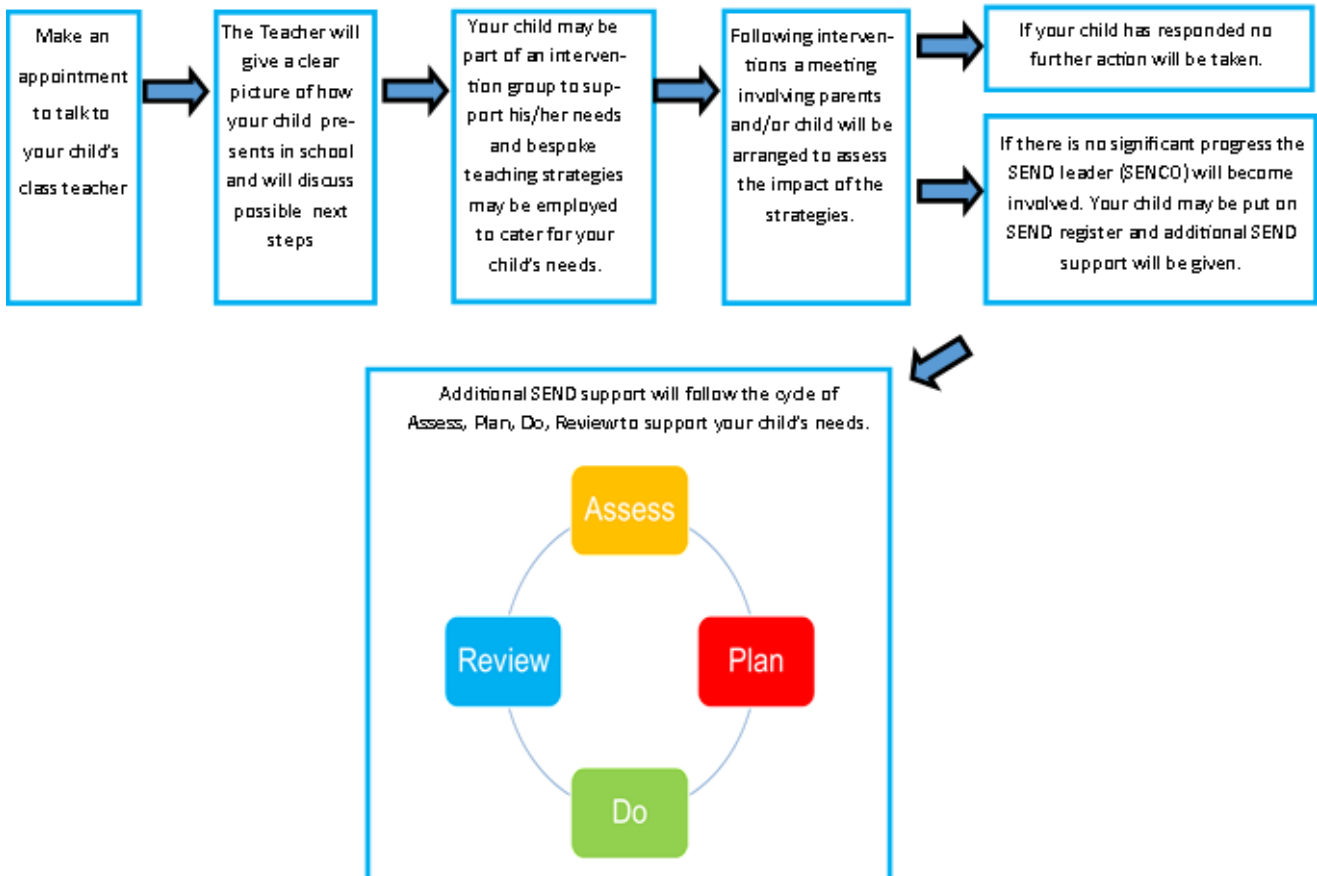 Make an
appointment
to talk to
your child's
class teacher
The Teacher will
give a clear
picture of how
your child pre-
sents in school
and will discuss
possible next
steps
Your child may be
part of an interven-
tion group to sup-
port his/her needs
and bespoke
teaching strategies
may be employed
to cater for your
child's needs.
Following interven-
tions a meeting
involving parents
and/or child will be
arranged to assess
the impact of the
strategies.
If your child has responded no
further action will be taken.
If there is no significant progress the
SEND leader (SENCO) will become
involved. Your child may be put on
SEND register and additional SEND
support will be given.
Additional SEND support will follow the cycle of
Assess, Plan, Do, Review to support your child's needs.
Assess
Review
Plan
Do